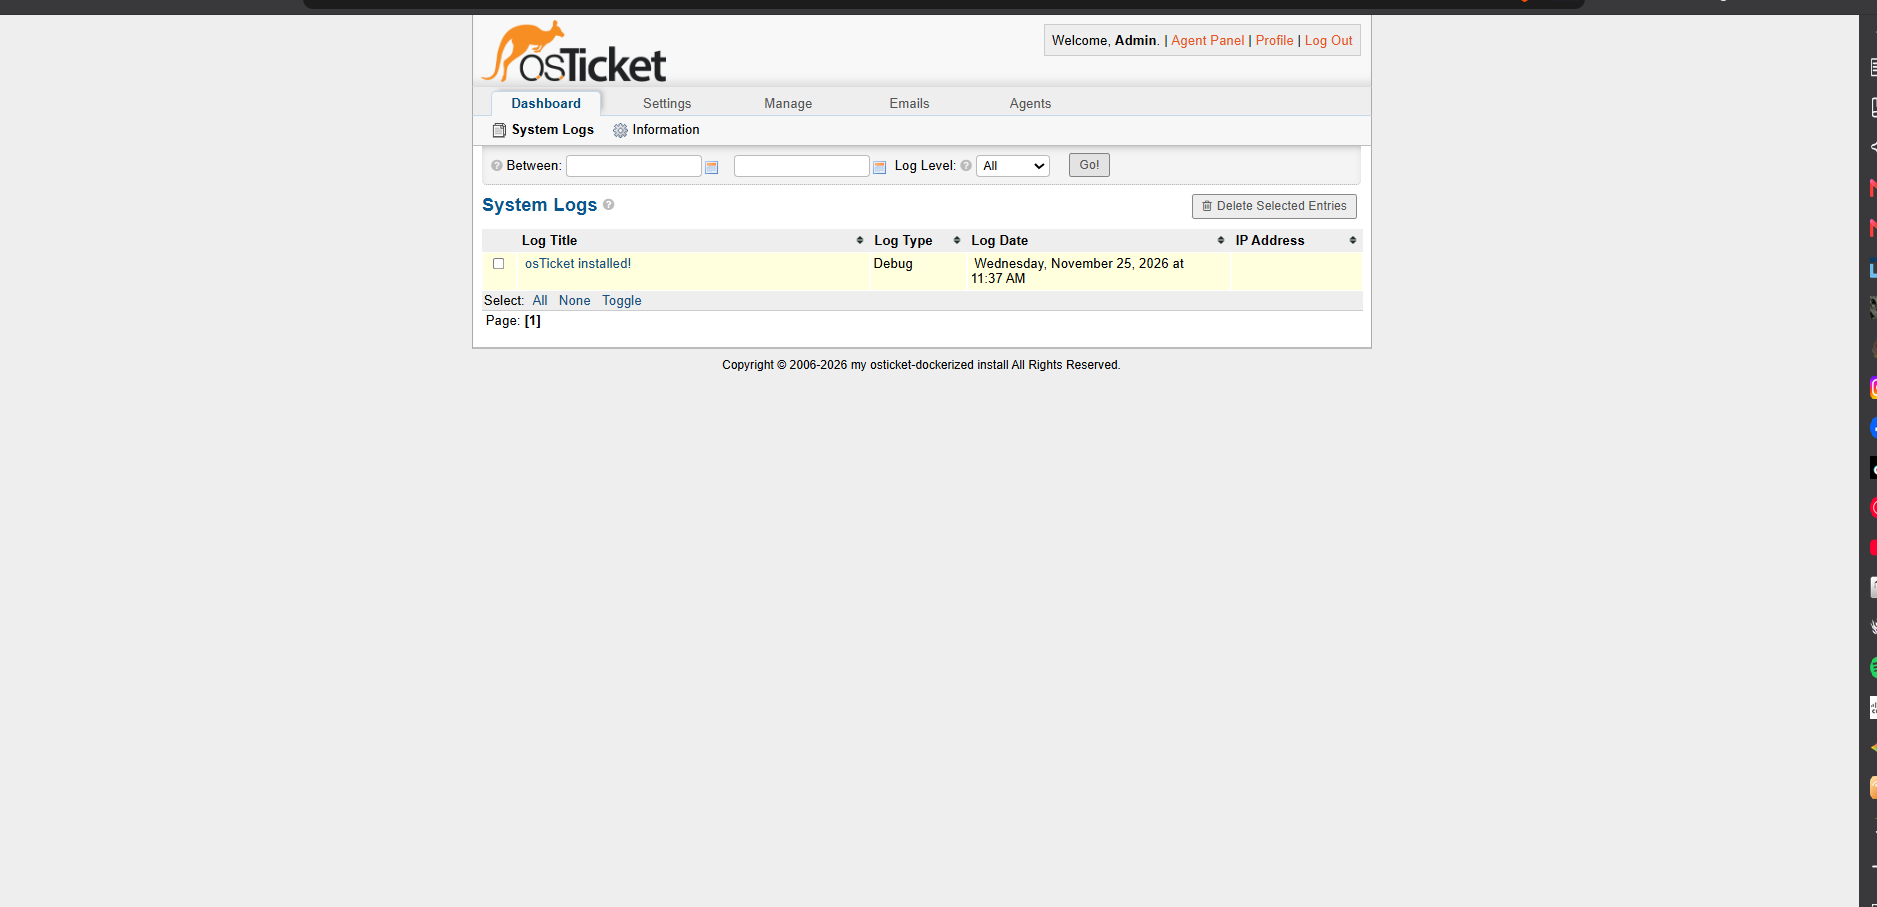 osTicket
Welcome, Admin. | Agent Panel | Profile | Log Out
Dashboard Settings Manage Emails Agents
System Logs Information
Between: Log Level: All Go!
System Logs
Delete Selected Entries
Log Title Log Type Log Date IP Address
osTicket installed! Debug Wednesday, November 25, 2026 at
11:37 AM
Select: All None Toggle
Page: [1]
Copyright © 2006-2026 my osticket-dockerized install All Rights Reserved.